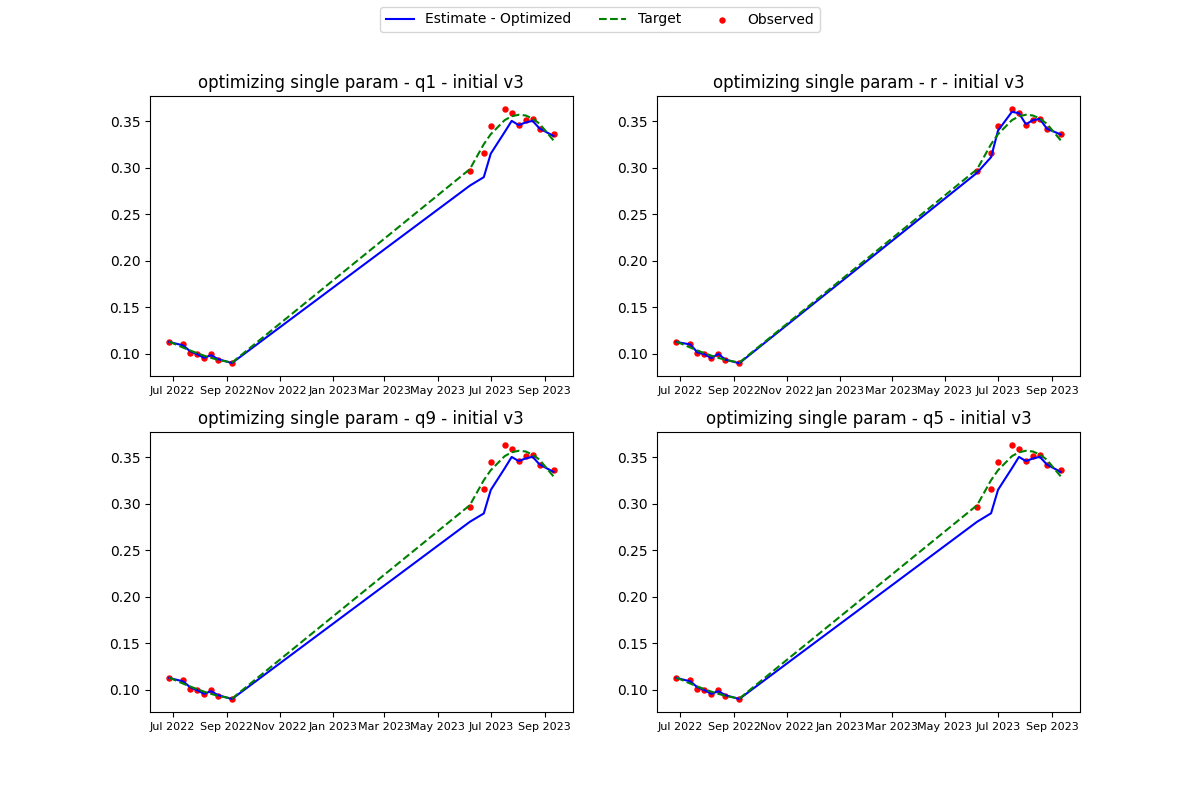 Estimate - Optimized Target Observed
optimizing single param - q1 - initial v3
0.35
0.30
0.25
0.20
0.15
0.10
Jul 2022 Sep 2022 Nov 2022 Jan 2023 Mar 2023 May 2023 Jul 2023 Sep 2023
optimizing single param - r - initial v3
0.35
0.30
0.25
0.20
0.15
0.10
Jul 2022 Sep 2022 Nov 2022 Jan 2023 Mar 2023 May 2023 Jul 2023 Sep 2023
optimizing single param - q9 - initial v3
0.35
0.30
0.25
0.20
0.15
0.10
Jul 2022 Sep 2022 Nov 2022 Jan 2023 Mar 2023 May 2023 Jul 2023 Sep 2023
optimizing single param - q5 - initial v3
0.35
0.30
0.25
0.20
0.15
0.10
Jul 2022 Sep 2022 Nov 2022 Jan 2023 Mar 2023 May 2023 Jul 2023 Sep 2023